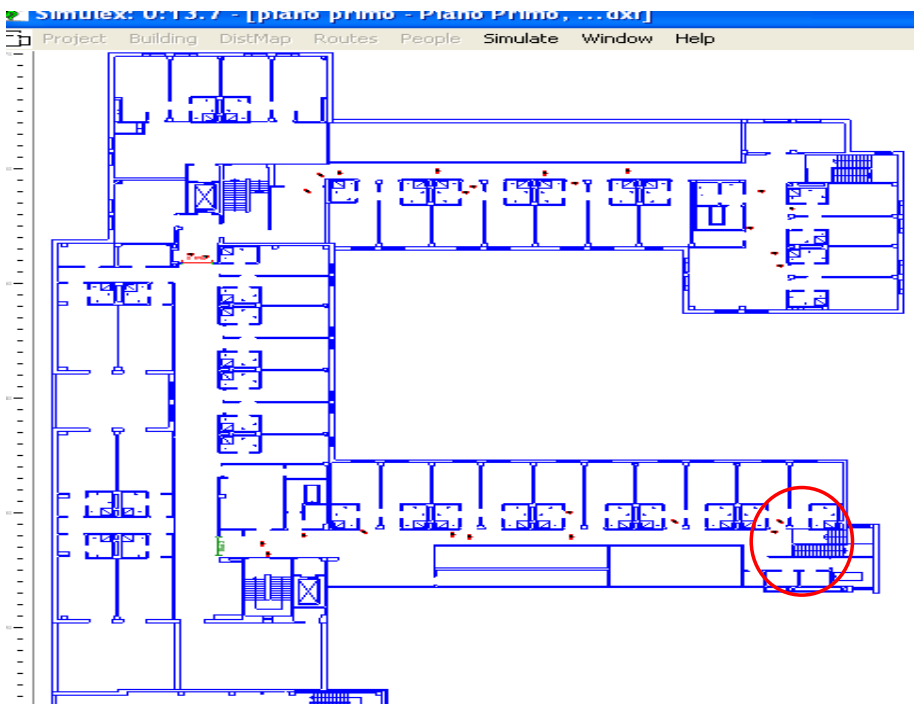 Simulex: 0:13.7 - [piano primo - Piano Primo, ...dxf]
Project Building DistMap Routes People Simulate Window Help